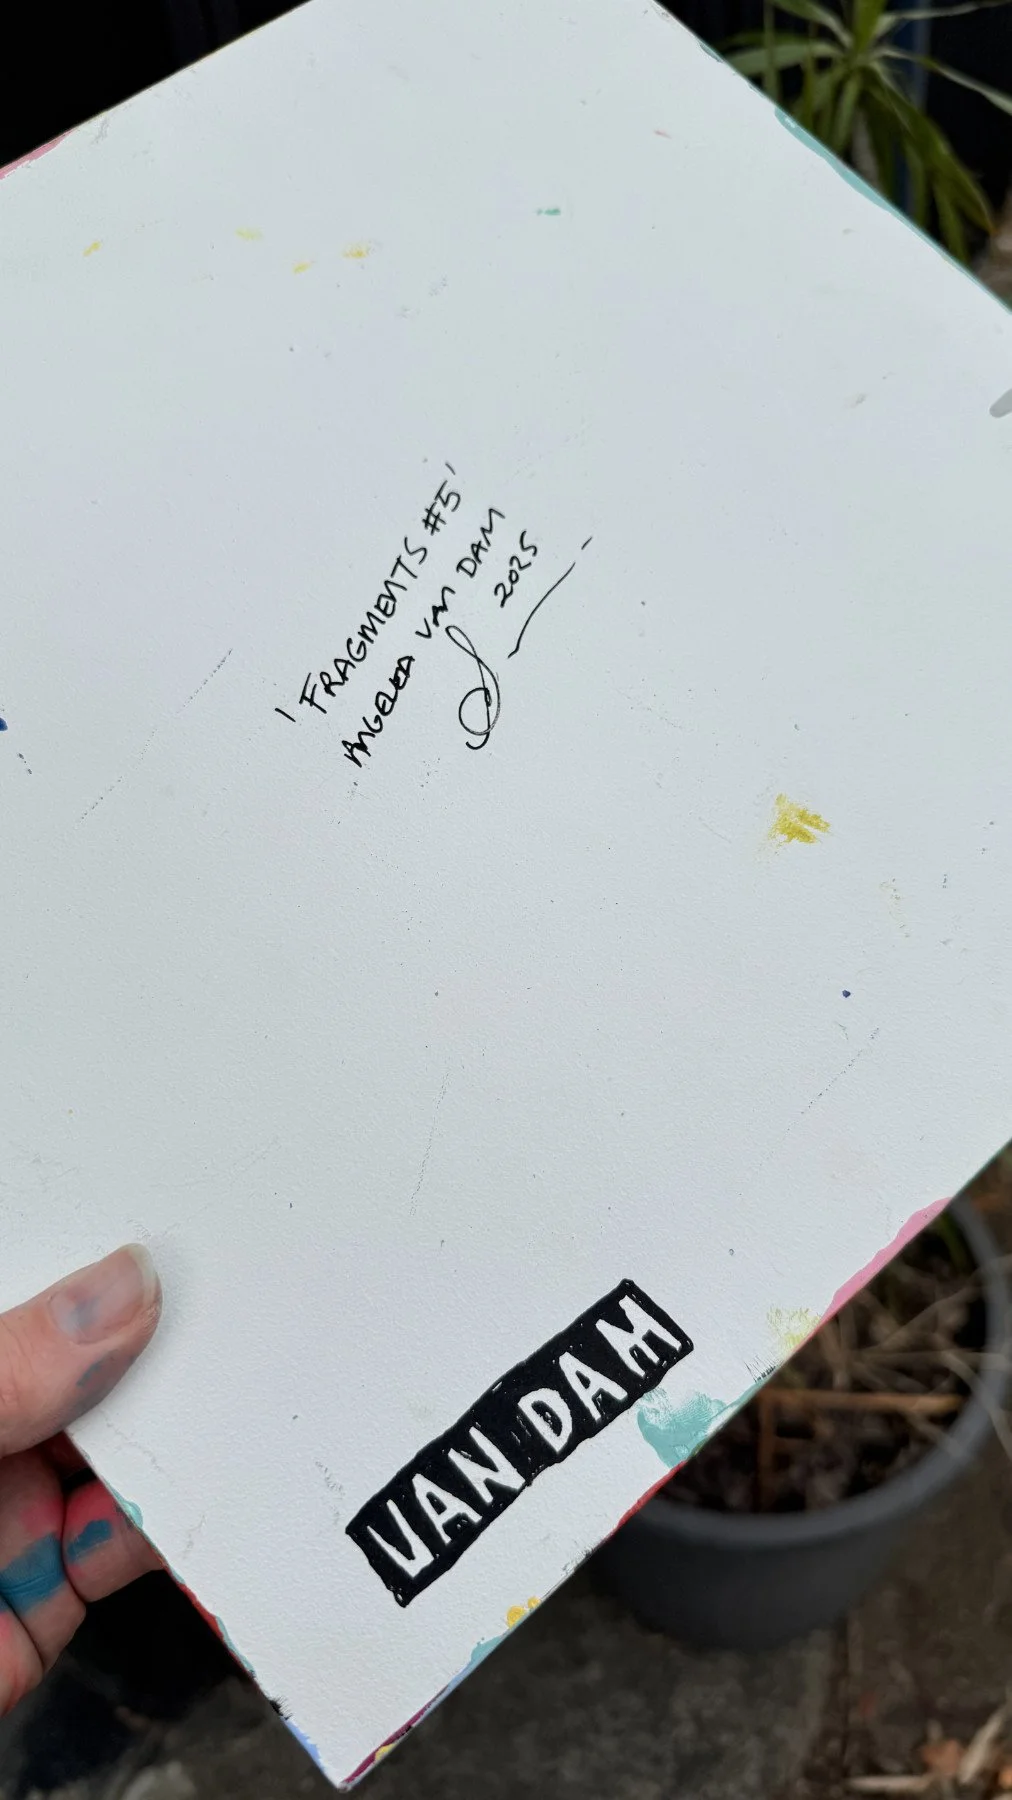 'FRAGMENTS #5'
ANGELA VAN DAM
2025
VAN DAM